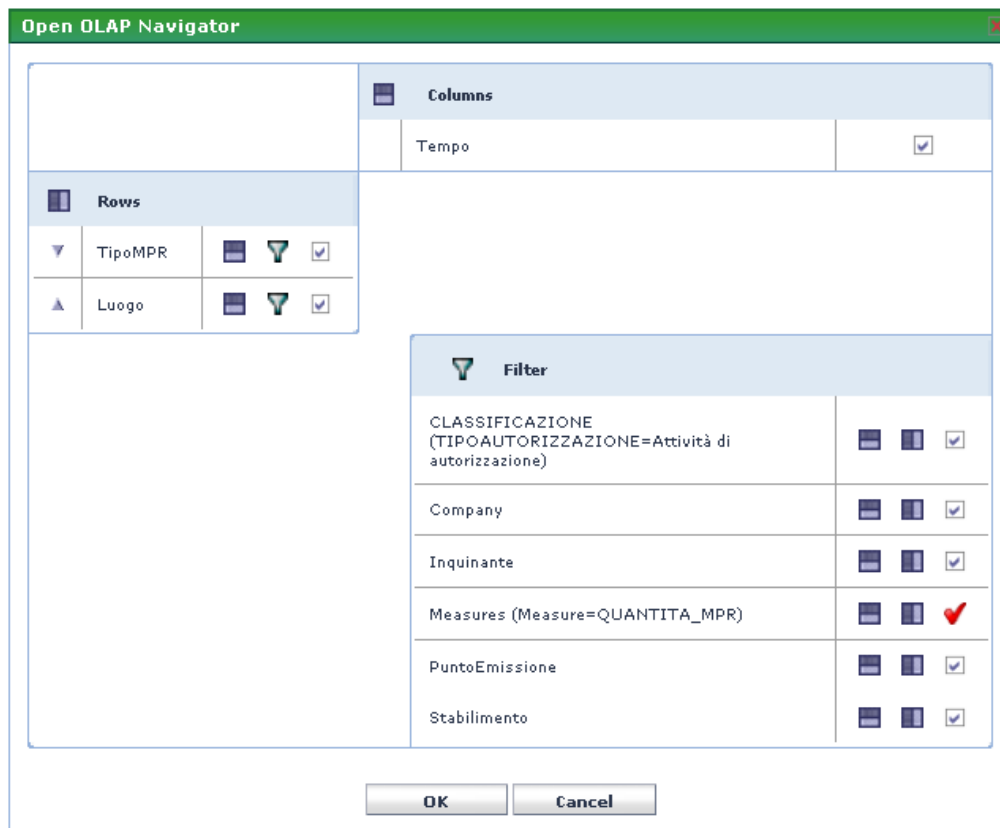 Open OLAP Navigator
Columns
Tempo
Rows
TipoMPR
Luogo
Filter
CLASSIFICAZIONE
(TIPOAUTORIZZAZIONE=Attività di
autorizzazione)
Company
Inquinante
Measures (Measure=QUANTITA_MPR)
PuntoEmissione
Stabilimento
OK
Cancel